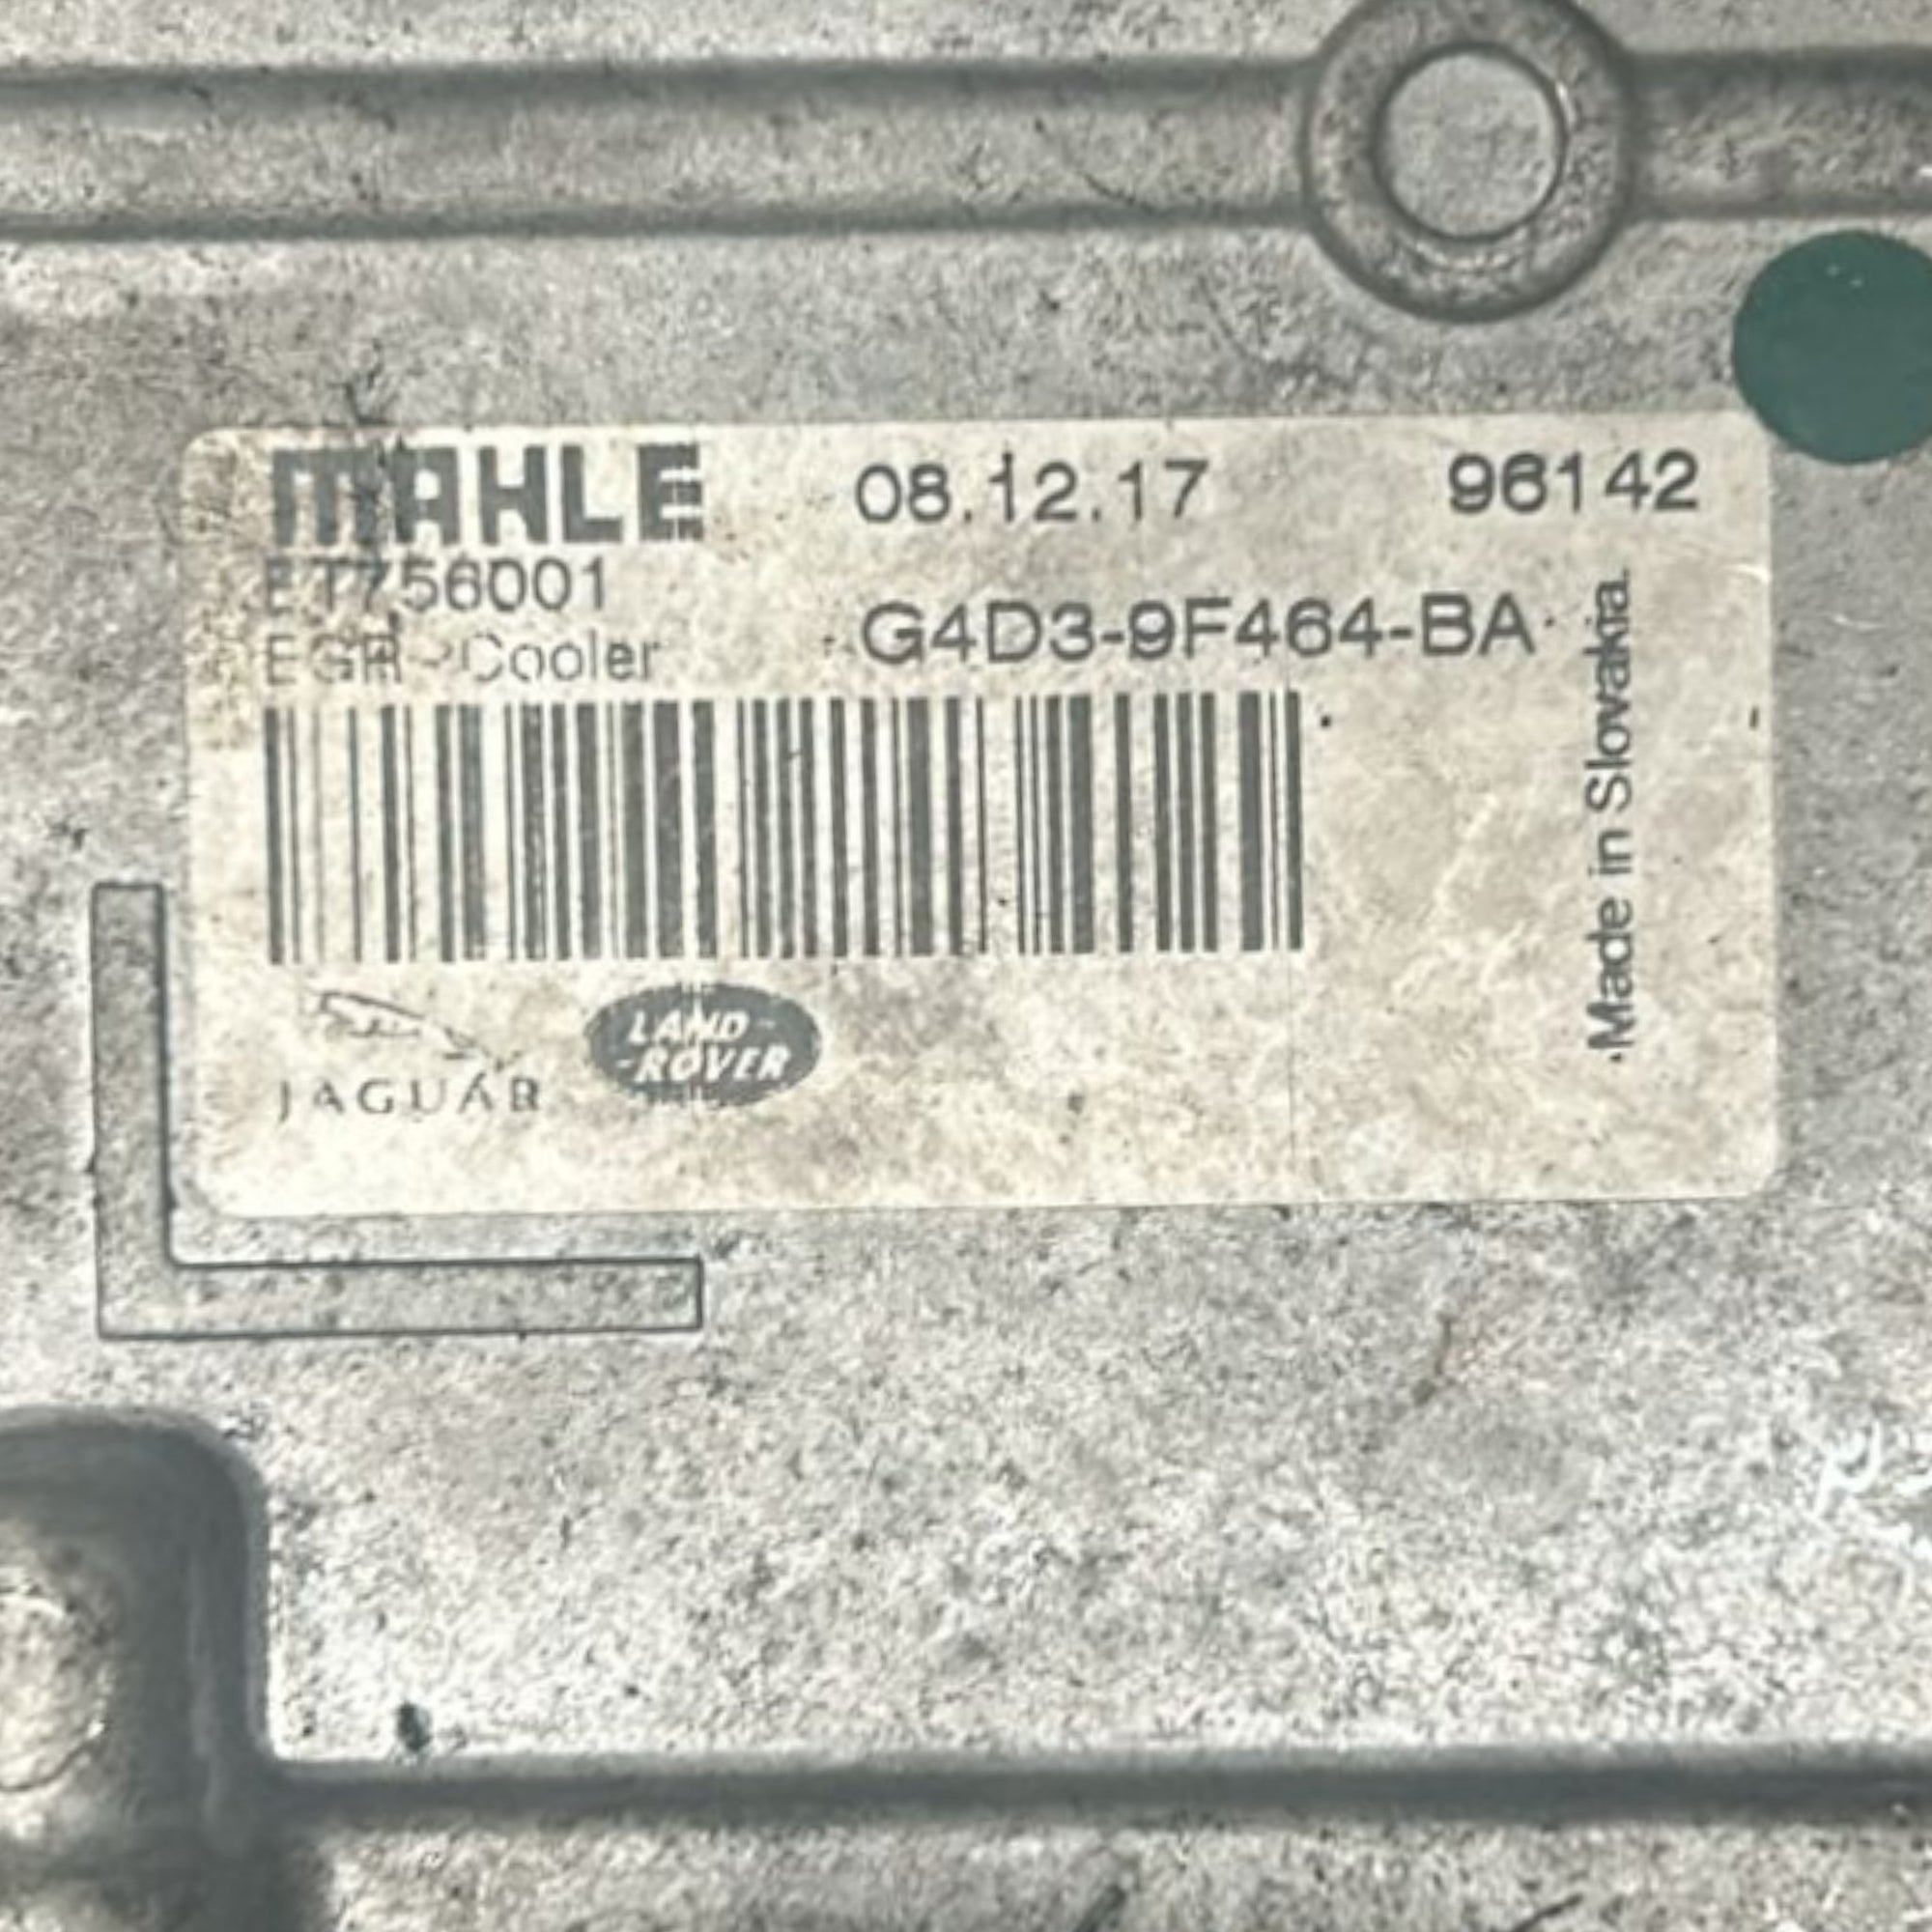 MAHLE 08.12.17 96142
ET756001
EGR - Cooler G4D3-9F464-BA
Made in Slovakia
JAGUAR
LAND-
-ROVER